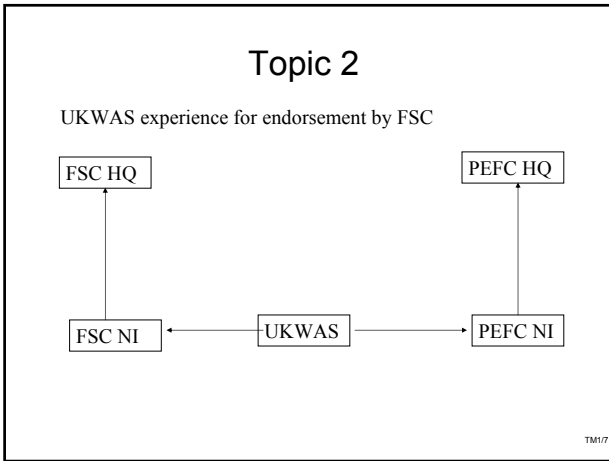 Topic 2
UKWAS experience for endorsement by FSC
FSC HQ
PEFC HQ
FSC NI
UKWAS
PEFC NI
TM1/7